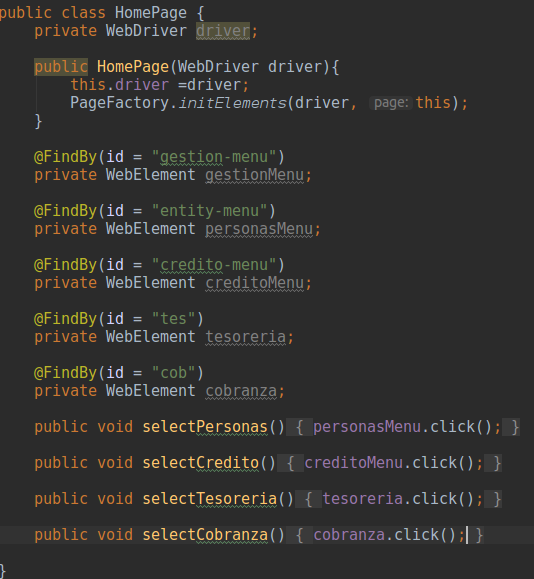 public class HomePage {
private WebDriver driver;
public HomePage(WebDriver driver){
this.driver =driver;
PageFactory.initElements(driver, page: this);
}
@FindBy(id = "gestion-menu")
private WebElement gestionMenu;
@FindBy(id = "entity-menu")
private WebElement personasMenu;
@FindBy(id = "credito-menu")
private WebElement creditoMenu;
@FindBy(id = "tes")
private WebElement tesoreria;
@FindBy(id = "cob")
private WebElement cobranza;
public void selectPersonas() { personasMenu.click(); }
public void selectCredito() { creditoMenu.click(); }
public void selectTesoreria() { tesoreria.click(); }
public void selectCobranza() { cobranza.click(); }
}